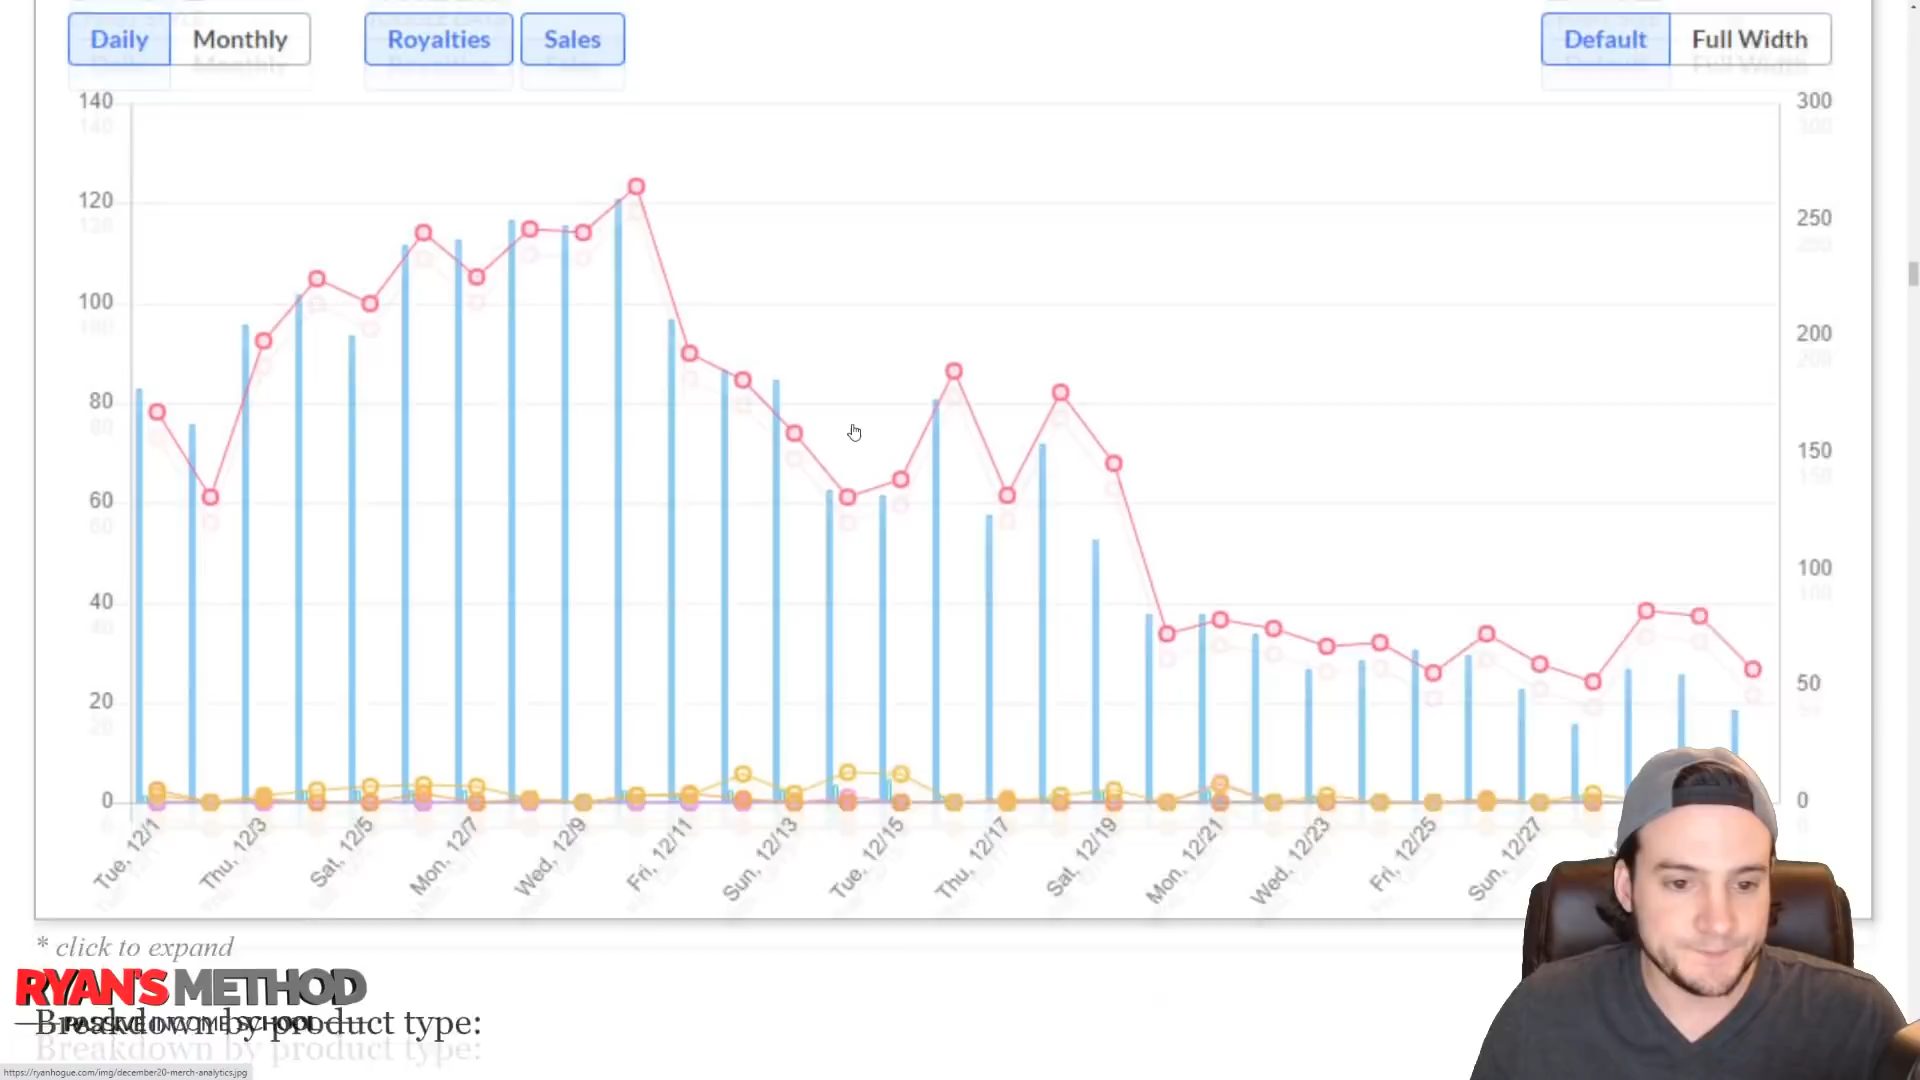 Daily Monthly Royalties Sales Default Full Width
140 300
120 250
100 200
80 150
60 100
40 50
20 0
0
Tue, 12/1 Thu, 12/3 Sat, 12/5 Mon, 12/7 Wed, 12/9 Fri, 12/11 Sun, 12/13 Tue, 12/15 Thu, 12/17 Sat, 12/19 Mon, 12/21 Wed, 12/23 Fri, 12/25 Sun, 12/27
* click to expand
RYAN'S METHOD
PASSIVE INCOME SCHOOL
Breakdown by product type:
https://ryanhogue.com/img/december20-merch-analytics.jpg